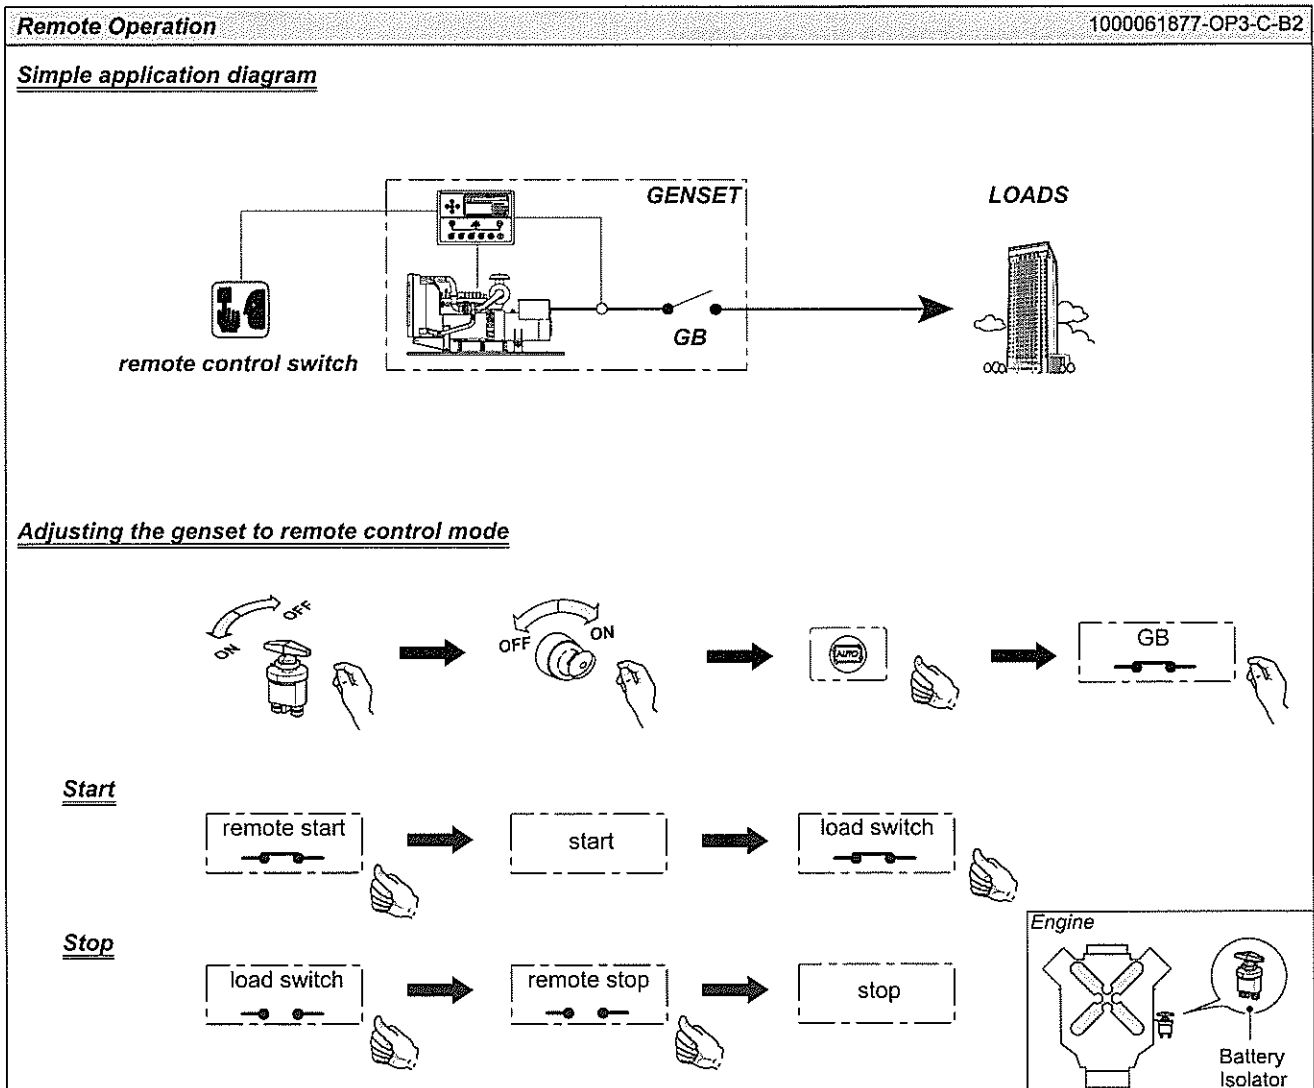 Remote Operation 1000061877-OP3-C-B2
Simple application diagram
GENSET
LOADS
GB
remote control switch
Adjusting the genset to remote control mode
ON OFF
OFF ON
AUTO
GB
Start
remote start
start
load switch
Stop
load switch
remote stop
stop
Engine
Battery
Isolator